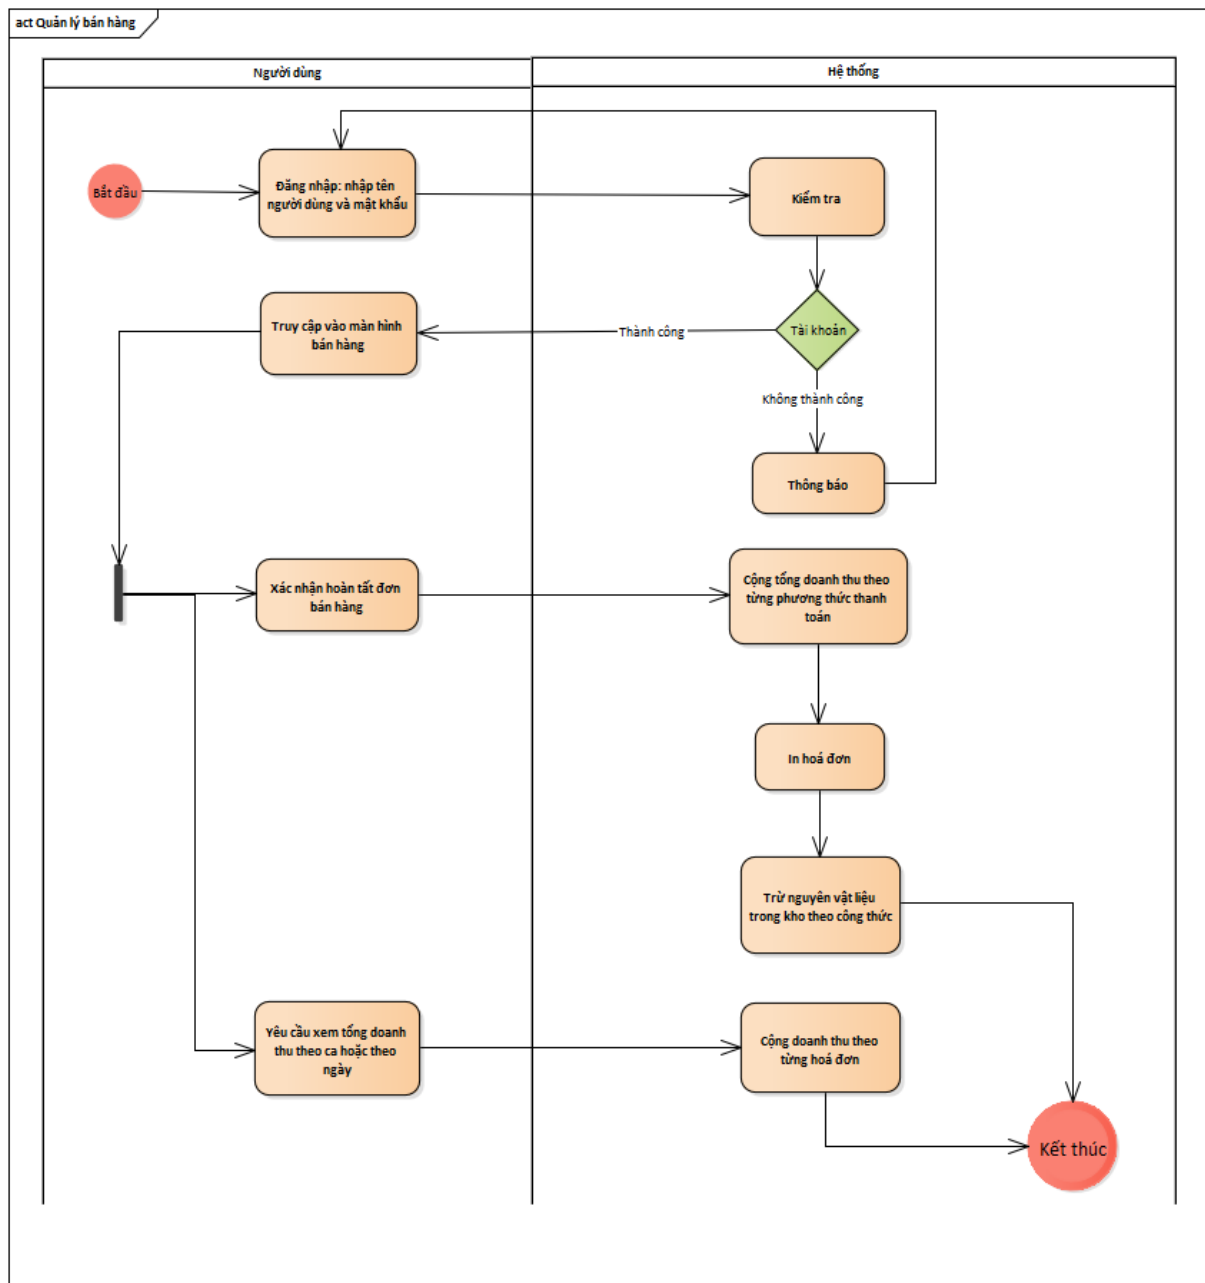 act Quản lý bán hàng
Người dùng
Hệ thống
Bắt đầu
Đăng nhập: nhập tên
người dùng và mật khẩu
Kiểm tra
Truy cập vào màn hình
bán hàng
Thành công
Tài khoản
Không thành công
Thông báo
Xác nhận hoàn tất đơn
bán hàng
Cộng tổng doanh thu theo
từng phương thức thanh
toán
In hoá đơn
Trừ nguyên vật liệu
trong kho theo công thức
Yêu cầu xem tổng doanh
thu theo ca hoặc theo
ngày
Cộng doanh thu theo
từng hoá đơn
Kết thúc